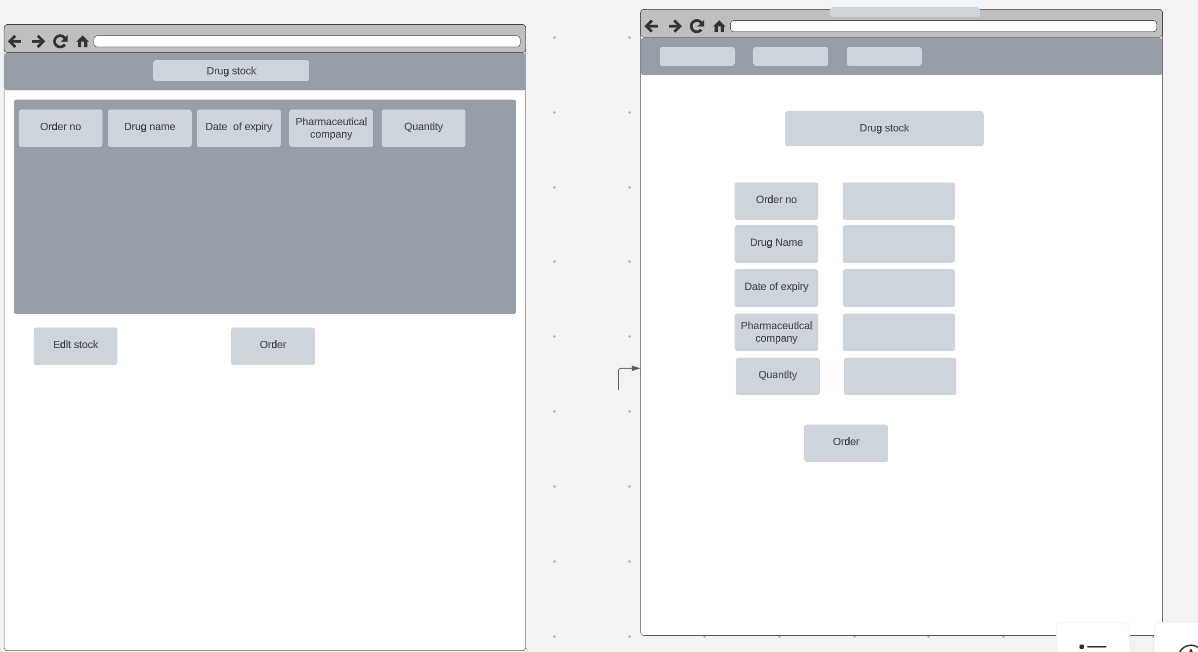 Drug stock
Order no
Drug name
Date of expiry
Pharmaceutical
company
Quantity
Edit stock
Order
Drug stock
Order no
Drug Name
Date of expiry
Pharmaceutical
company
Quantity
Order